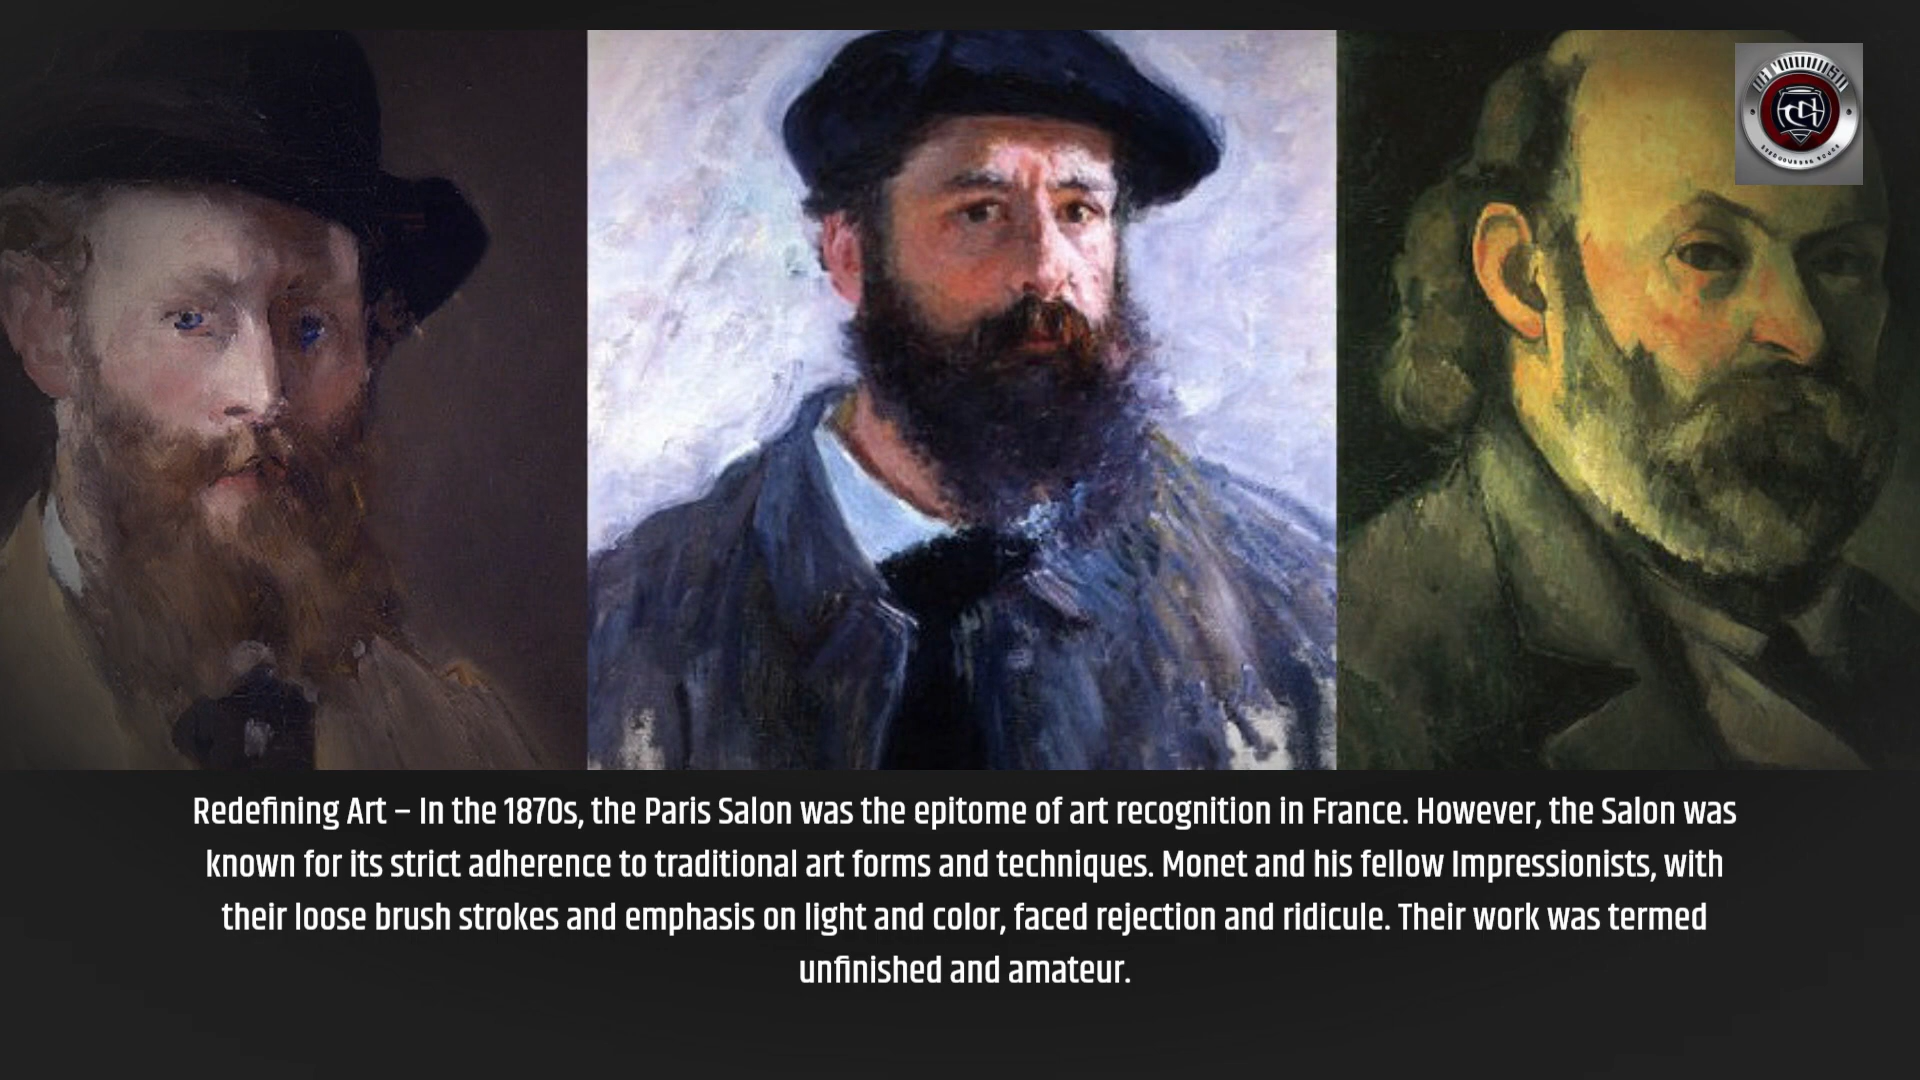 Redefining Art – In the 1870s, the Paris Salon was the epitome of art recognition in France. However, the Salon was
known for its strict adherence to traditional art forms and techniques. Monet and his fellow Impressionists, with
their loose brush strokes and emphasis on light and color, faced rejection and ridicule. Their work was termed
unfinished and amateur.